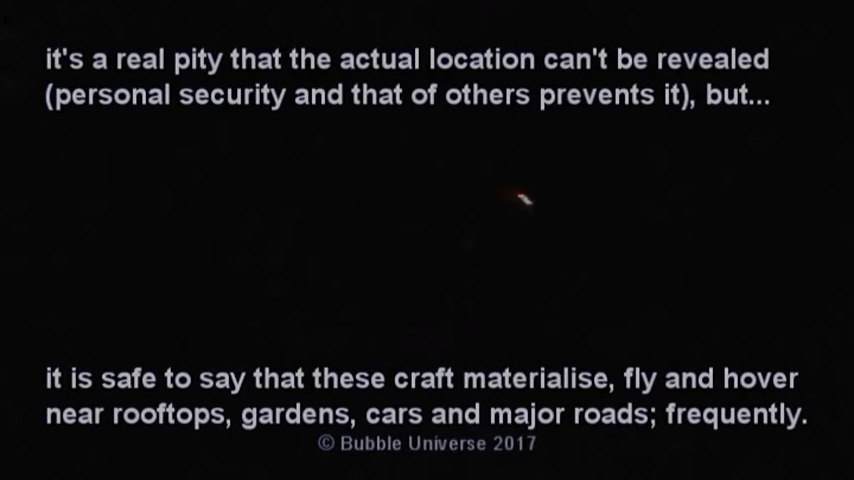 it's a real pity that the actual location can't be revealed
(personal security and that of others prevents it), but...
it is safe to say that these craft materialise, fly and hover
near rooftops, gardens, cars and major roads; frequently.
© Bubble Universe 2017